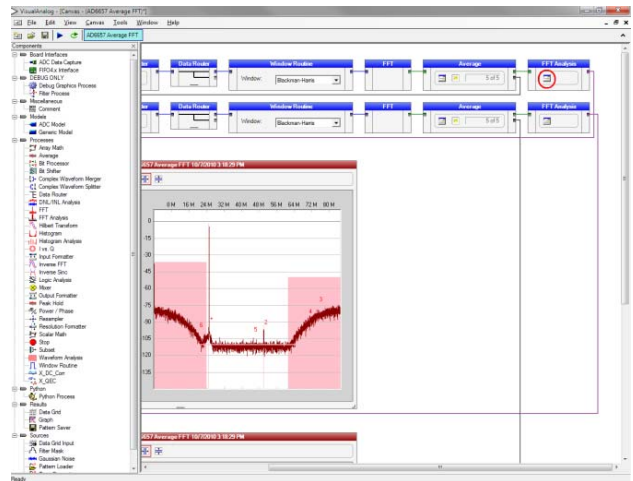 VisualAnalog - [Canvas - [AD6657 Average FFT]*]
File Edit View Canvas Tools Window Help
AD6657 Average FFT
Components
Board Interfaces
ADC Data Capture
FIFO4.x Interface
DEBUG ONLY
Debug Graphics Process
Filter Process
Miscellaneous
Comment
Models
ADC Model
Generic Model
Processes
Array Math
Average
Bit Processor
Bit Shifter
Complex Waveform Merger
Complex Waveform Splitter
Data Router
DNL/INL Analysis
FFT
FFT Analysis
Hilbert Transform
Histogram
Histogram Analysis
I vs. Q
Input Formatter
Inverse FFT
Inverse Sinc
Logic Analysis
Mixer
Output Formatter
Peak Hold
Power / Phase
Resampler
Resolution Formatter
Scalar Math
Stop
Subset
Waveform Analysis
Window Routine
X_DC_Corr
X_QEC
Python
Python Process
Results
Data Grid
Graph
Pattern Saver
Sources
Data Grid Input
Filter Mask
Gaussian Noise
Pattern Loader
ter Data Router Window Routine FFT Average FFT Analysis
Window: Blackman-Harris 5 of 5
ter Data Router Window Routine FFT Average FFT Analysis
Window: Blackman-Harris 5 of 5
6657 Average FFT 10/7/2010 3:18:29 PM
8M 16M 24M 32M 40M 48M 56M 64M 72M 80M
0
-15
-30
-45
-60
-75
-90
105
120
135
6 + 5 2 4 3
6657 Average FFT 10/7/2010 3:18:29 PM
Ready